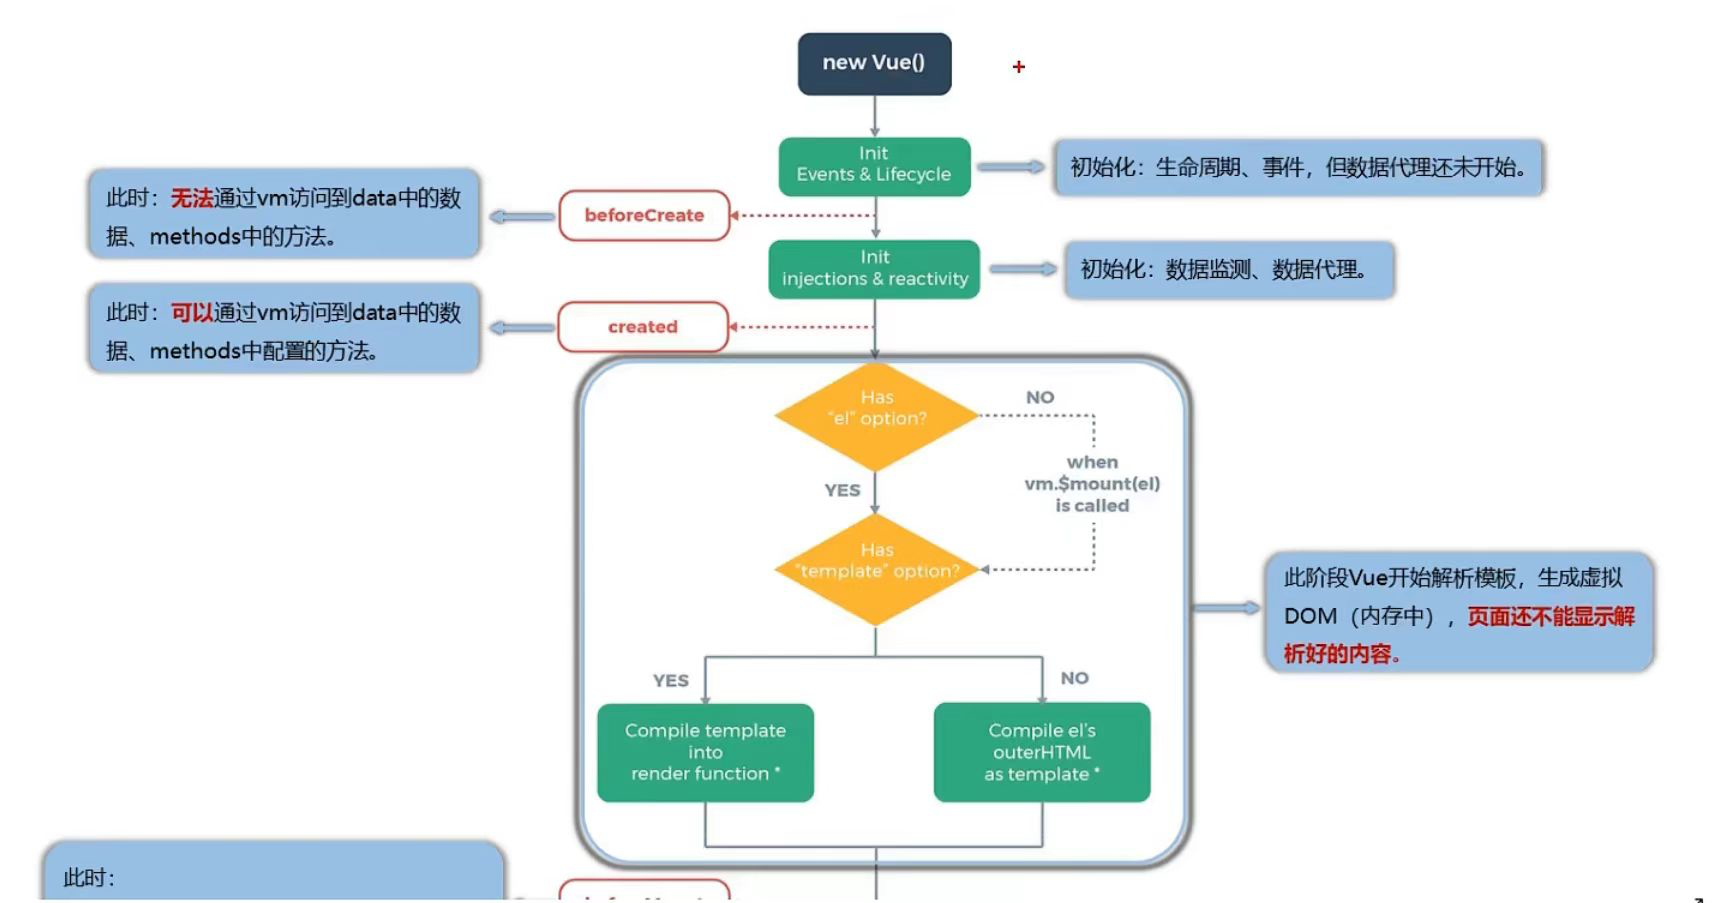 new Vue()
Init
Events & Lifecycle
初始化：生命周期、事件，但数据代理还未开始。
此时：无法通过vm访问到data中的数
据、methods中的方法。
beforeCreate
Init
injections & reactivity
初始化：数据监测、数据代理。
此时：可以通过vm访问到data中的数
据、methods中配置的方法。
created
Has
“el” option?
NO
when
vm.$mount(el)
is called
YES
Has
“template” option?
此阶段Vue开始解析模板，生成虚拟
DOM（内存中），页面还不能显示解
析好的内容。
YES
NO
Compile template
into
render function *
Compile el’s
outerHTML
as template *
此时：